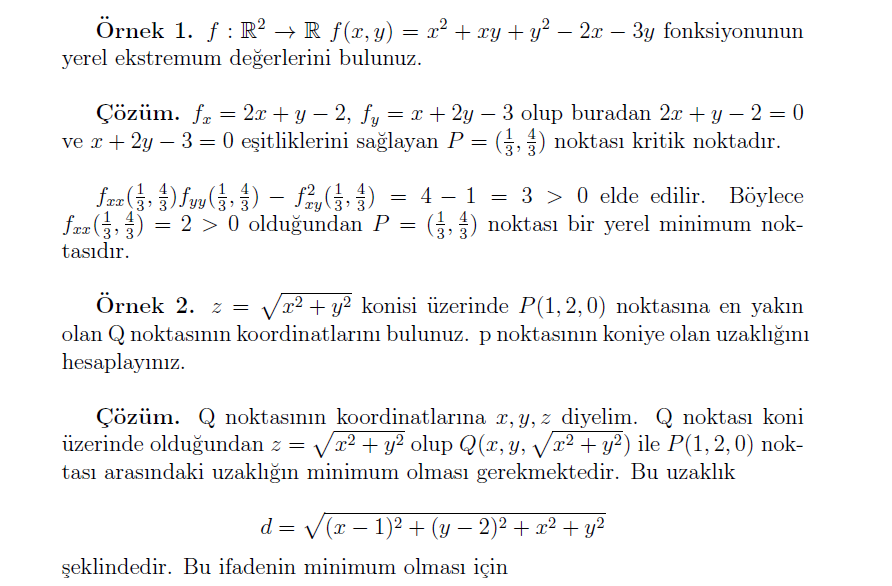 Örnek 1. f : ℝ² → ℝ f(x, y) = x² + xy + y² − 2x − 3y fonksiyonunun
yerel ekstremum değerlerini bulunuz.
Çözüm. fₓ = 2x + y − 2, f_y = x + 2y − 3 olup buradan 2x + y − 2 = 0
ve x + 2y − 3 = 0 eşitliklerini sağlayan P = (1/3, 4/3) noktası kritik noktadır.
f_xx(1/3, 4/3)f_yy(1/3, 4/3) − f²_xy(1/3, 4/3) = 4 − 1 = 3 > 0 elde edilir. Böylece
f_xx(1/3, 4/3) = 2 > 0 olduğundan P = (1/3, 4/3) noktası bir yerel minimum nok-
tasıdır.
Örnek 2. z = √(x² + y²) konisi üzerinde P(1, 2, 0) noktasına en yakın
olan Q noktasının koordinatlarını bulunuz. p noktasının koniye olan uzaklığını
hesaplayınız.
Çözüm. Q noktasının koordinatlarına x, y, z diyelim. Q noktası koni
üzerinde olduğundan z = √(x² + y²) olup Q(x, y, √(x² + y²)) ile P(1, 2, 0) nok-
tası arasındaki uzaklığın minimum olması gerekmektedir. Bu uzaklık
d = √((x − 1)² + (y − 2)² + x² + y²)
şeklindedir. Bu ifadenin minimum olması için